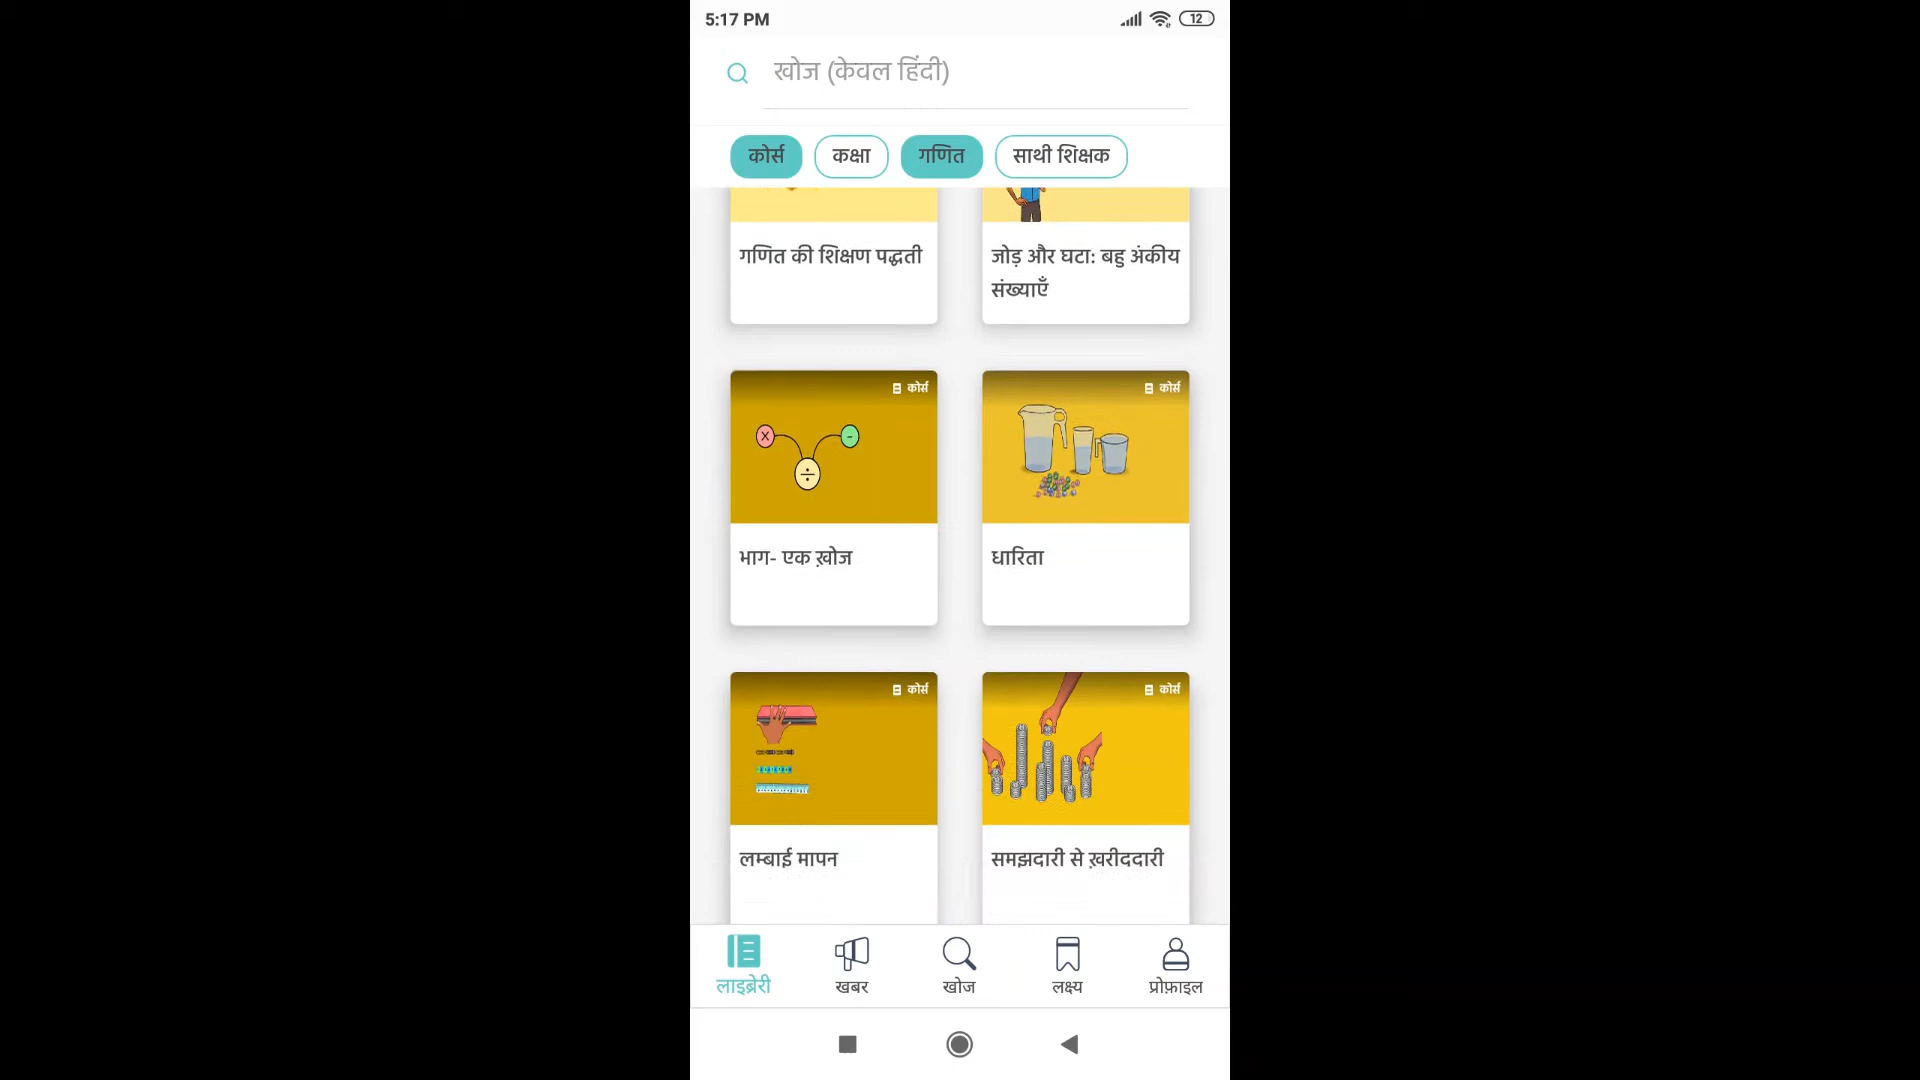 5:17 PM
12
खोज (केवल हिंदी)
कोर्स
कक्षा
गणित
साथी शिक्षक
गणित की शिक्षण पद्धती
जोड़ और घटा: बहु अंकीय
संख्याएँ
कोर्स
X
-
÷
भाग- एक ख़ोज
कोर्स
धारिता
कोर्स
लम्बाई मापन
कोर्स
समझदारी से ख़रीददारी
लाइब्रेरी
खबर
खोज
लक्ष्य
प्रोफ़ाइल